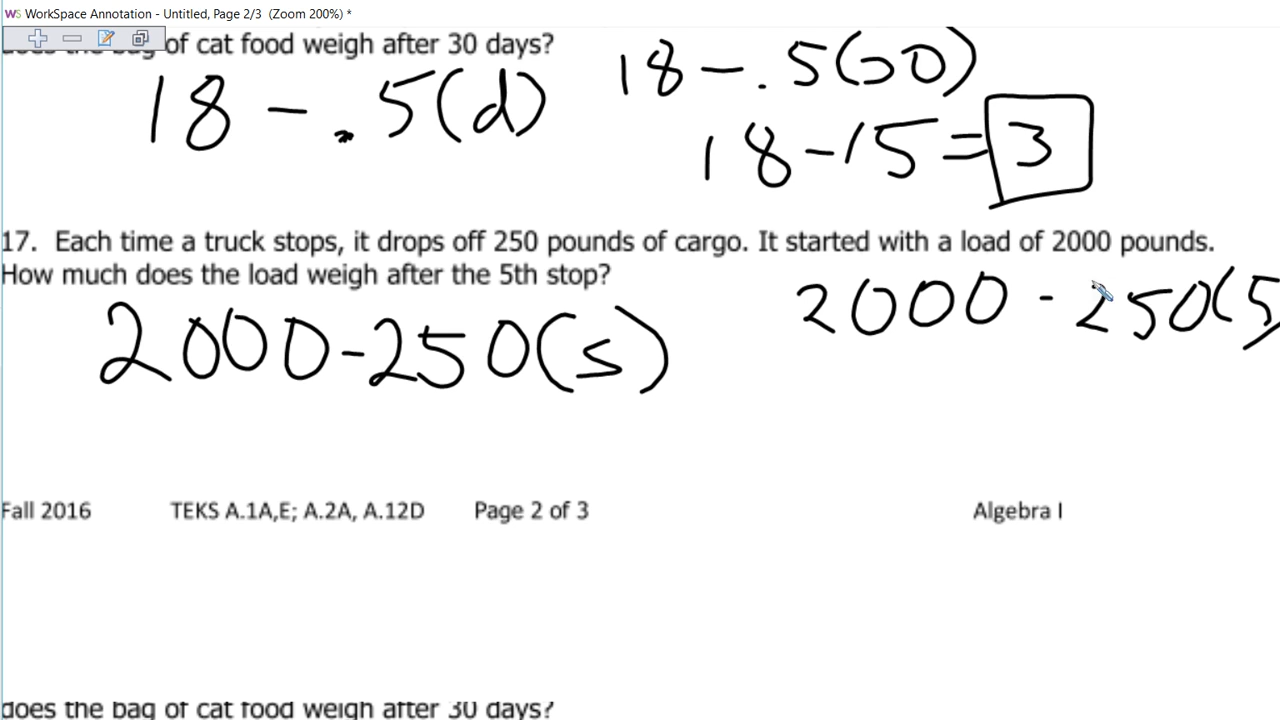 WS WorkSpace Annotation - Untitled, Page 2/3 (Zoom 200%) *
of cat food weigh after 30 days?
18 - .5(d)
18 - .5(30)
18 - 15 = 3
17. Each time a truck stops, it drops off 250 pounds of cargo. It started with a load of 2000 pounds.
How much does the load weigh after the 5th stop?
2000 - 250(s)
2000 - 250(5
Fall 2016 TEKS A.1A,E; A.2A, A.12D Page 2 of 3 Algebra I
does the bag of cat food weigh after 30 days?